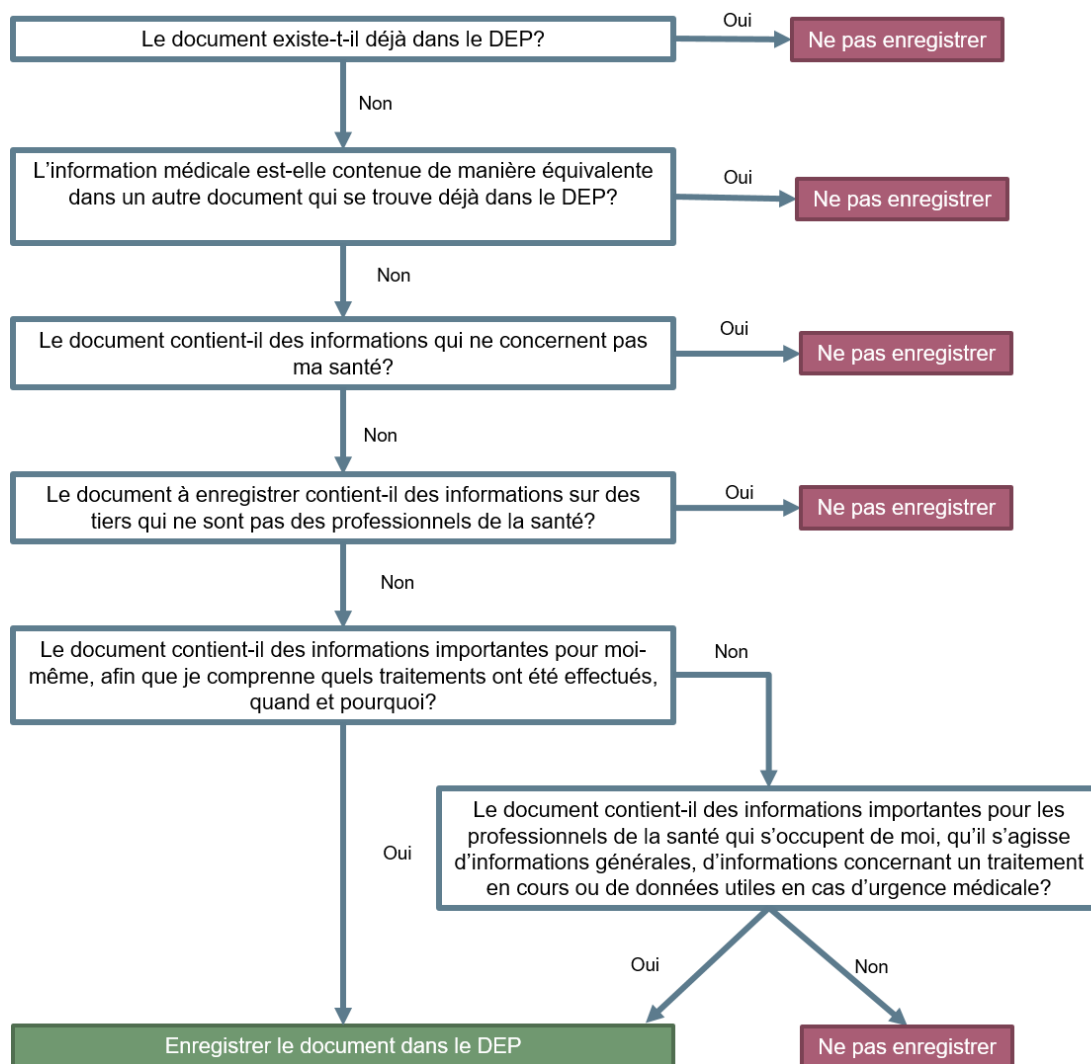 Le document existe-t-il déjà dans le DEP?
Oui
Ne pas enregistrer
Non
L’information médicale est-elle contenue de manière équivalente
dans un autre document qui se trouve déjà dans le DEP?
Oui
Ne pas enregistrer
Non
Le document contient-il des informations qui ne concernent pas
ma santé?
Oui
Ne pas enregistrer
Non
Le document à enregistrer contient-il des informations sur des
tiers qui ne sont pas des professionnels de la santé?
Oui
Ne pas enregistrer
Non
Le document contient-il des informations importantes pour moi-
même, afin que je comprenne quels traitements ont été effectués,
quand et pourquoi?
Non
Le document contient-il des informations importantes pour les
professionnels de la santé qui s’occupent de moi, qu’il s’agisse
d’informations générales, d’informations concernant un traitement
en cours ou de données utiles en cas d’urgence médicale?
Oui
Oui
Non
Enregistrer le document dans le DEP
Ne pas enregistrer